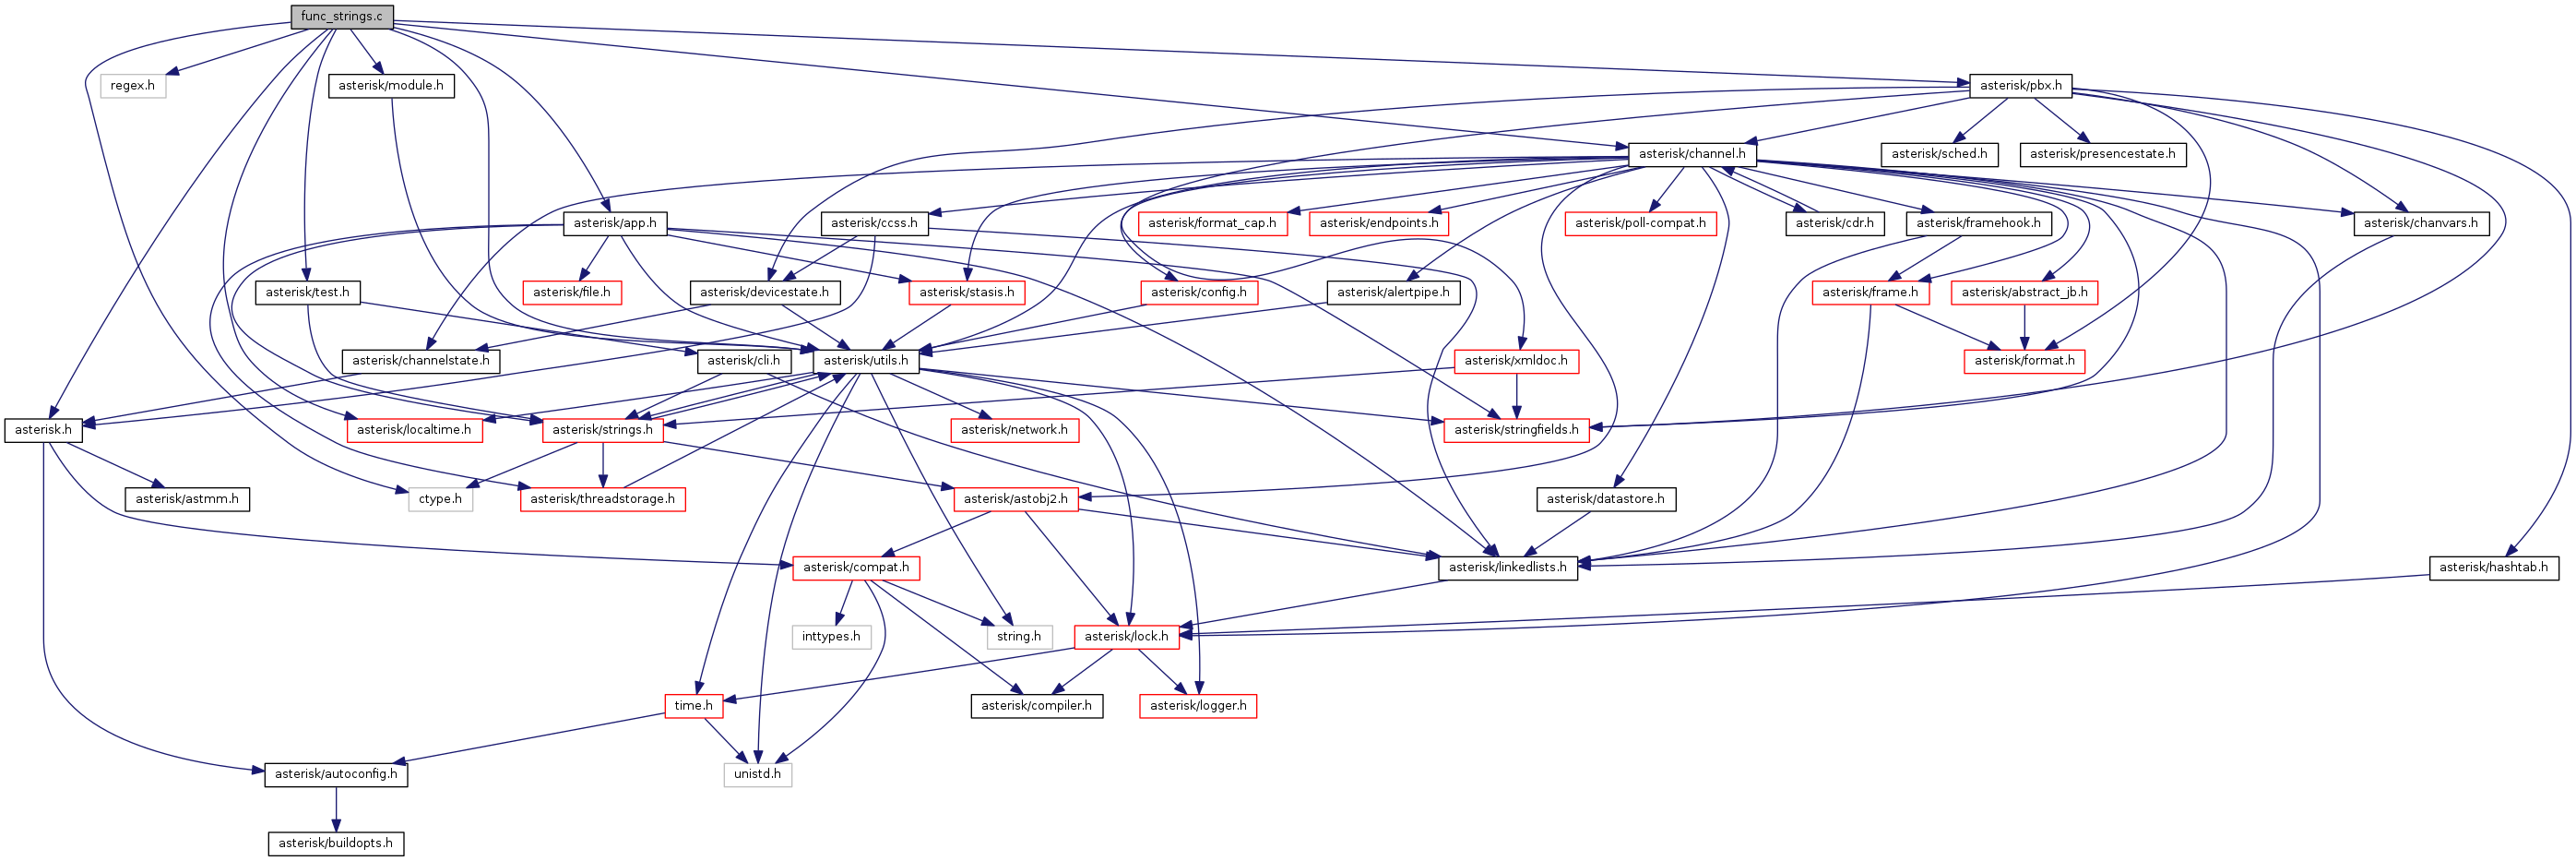 func_strings.c
regex.h
asterisk/module.h
asterisk/pbx.h
asterisk/channel.h
asterisk/sched.h
asterisk/presencestate.h
asterisk/app.h
asterisk/ccss.h
asterisk/format_cap.h
asterisk/endpoints.h
asterisk/poll-compat.h
asterisk/cdr.h
asterisk/framehook.h
asterisk/chanvars.h
asterisk/test.h
asterisk/file.h
asterisk/devicestate.h
asterisk/stasis.h
asterisk/config.h
asterisk/alertpipe.h
asterisk/frame.h
asterisk/abstract_jb.h
asterisk/channelstate.h
asterisk/cli.h
asterisk/utils.h
asterisk/xmldoc.h
asterisk/format.h
asterisk.h
asterisk/localtime.h
asterisk/strings.h
asterisk/network.h
asterisk/stringfields.h
asterisk/astmm.h
ctype.h
asterisk/threadstorage.h
asterisk/astobj2.h
asterisk/datastore.h
asterisk/compat.h
asterisk/linkedlists.h
asterisk/hashtab.h
inttypes.h
string.h
asterisk/lock.h
time.h
asterisk/compiler.h
asterisk/logger.h
asterisk/autoconfig.h
unistd.h
asterisk/buildopts.h